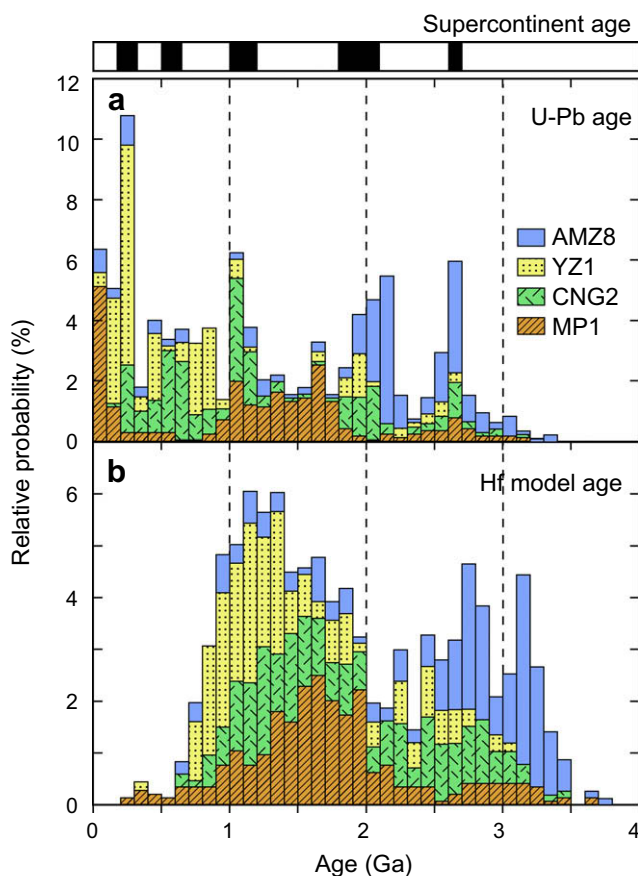 Supercontinent age
12
a
U-Pb age
10
8
AMZ8
YZ1
6
CNG2
MP1
4
2
0
Relative probability (%)
b
Hf model age
6
4
2
0
0 1 2 3 4
Age (Ga)